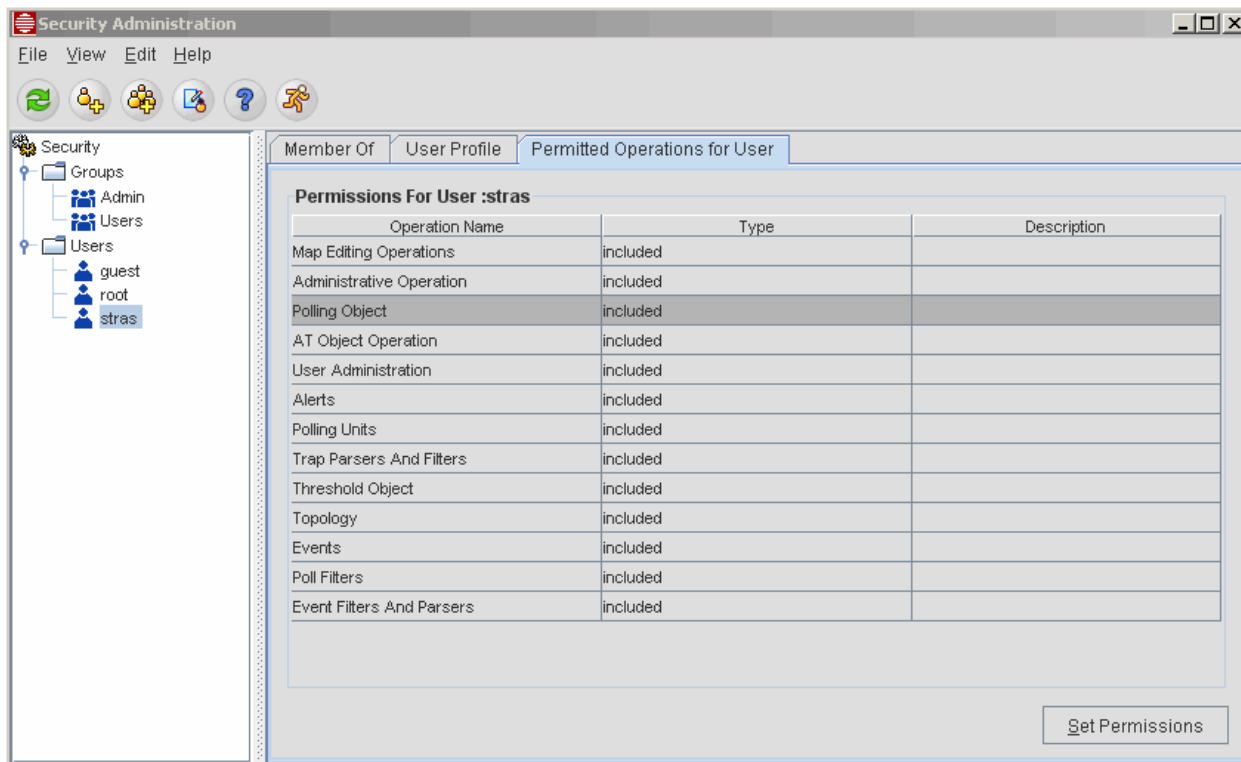 Security Administration
File View Edit Help
Security
Groups
Admin
Users
Users
guest
root
stras
Member Of User Profile Permitted Operations for User
Permissions For User :stras
Operation Name Type Description
Map Editing Operations included
Administrative Operation included
Polling Object included
AT Object Operation included
User Administration included
Alerts included
Polling Units included
Trap Parsers And Filters included
Threshold Object included
Topology included
Events included
Poll Filters included
Event Filters And Parsers included
Set Permissions